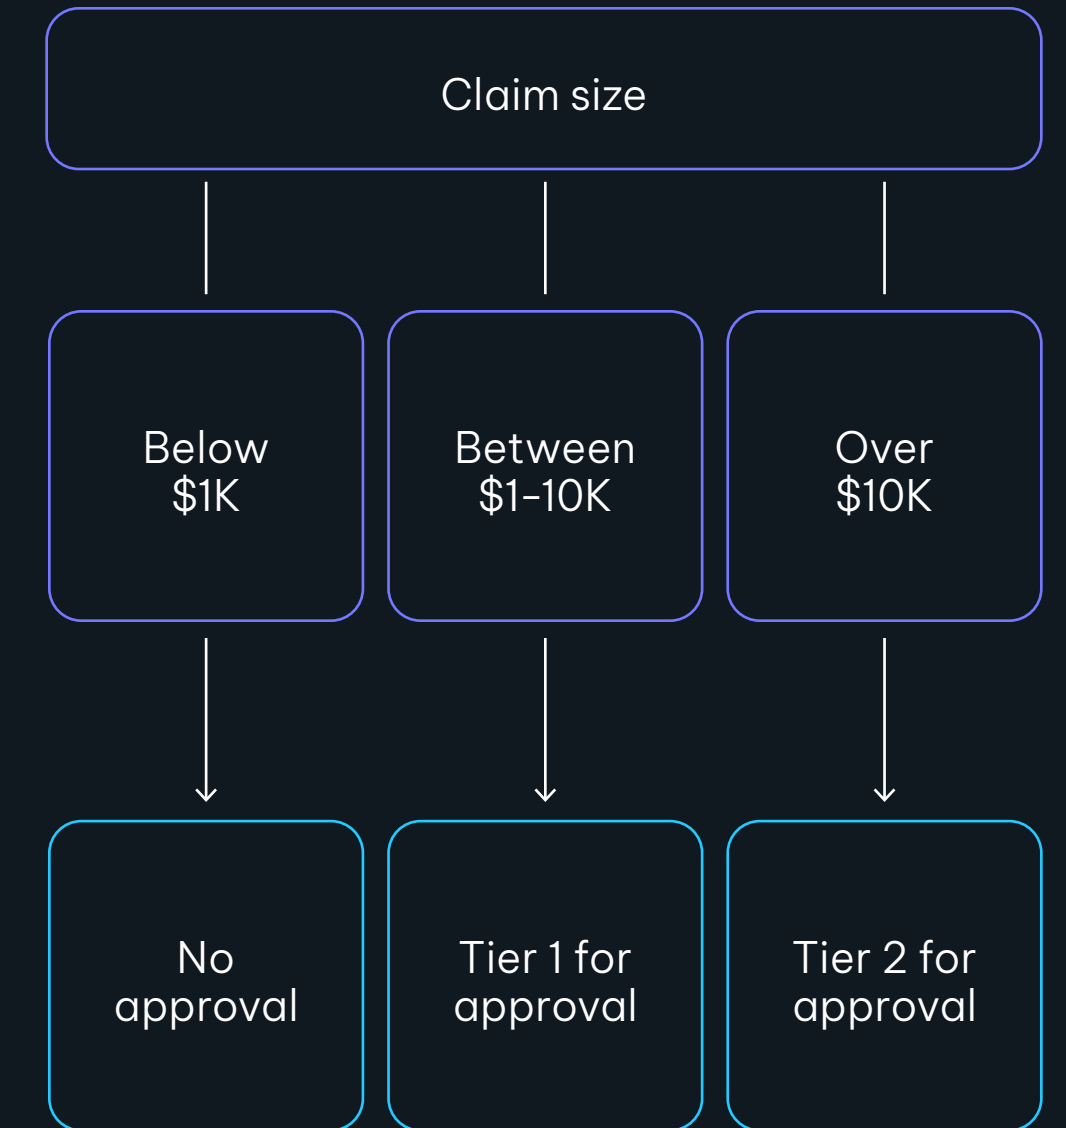 Claim size
Below
$1K
Between
$1–10K
Over
$10K
No
approval
Tier 1 for
approval
Tier 2 for
approval